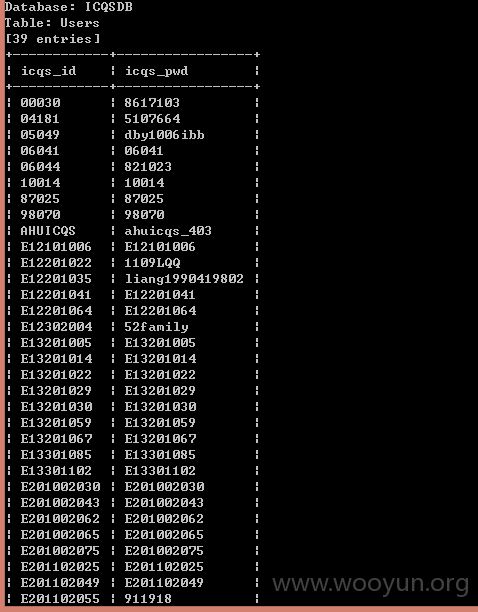 Database: ICQSDB
Table: Users
[39 entries]
+-----------+-----------------+
¦ icqs_id ¦ icqs_pwd ¦
+-----------+-----------------+
¦ 00030 ¦ 8617103 ¦
¦ 04181 ¦ 5107664 ¦
¦ 05049 ¦ dby1006ibb ¦
¦ 06041 ¦ 06041 ¦
¦ 06044 ¦ 821023 ¦
¦ 10014 ¦ 10014 ¦
¦ 87025 ¦ 87025 ¦
¦ 98070 ¦ 98070 ¦
¦ AHUICQS ¦ ahuicqs_403 ¦
¦ E12101006 ¦ E12101006 ¦
¦ E12201022 ¦ 1109LQQ ¦
¦ E12201035 ¦ liang1990419802 ¦
¦ E12201041 ¦ E12201041 ¦
¦ E12201064 ¦ E12201064 ¦
¦ E12302004 ¦ 52family ¦
¦ E13201005 ¦ E13201005 ¦
¦ E13201014 ¦ E13201014 ¦
¦ E13201022 ¦ E13201022 ¦
¦ E13201029 ¦ E13201029 ¦
¦ E13201030 ¦ E13201030 ¦
¦ E13201059 ¦ E13201059 ¦
¦ E13201067 ¦ E13201067 ¦
¦ E13301085 ¦ E13301085 ¦
¦ E13301102 ¦ E13301102 ¦
¦ E201002030 ¦ E201002030 ¦
¦ E201002043 ¦ E201002043 ¦
¦ E201002062 ¦ E201002062 ¦
¦ E201002065 ¦ E201002065 ¦
¦ E201002075 ¦ E201002075 ¦
¦ E201102025 ¦ E201102025 ¦
¦ E201102049 ¦ E201102049 ¦
¦ E201102055 ¦ 911918 ¦
www.wooyun.org